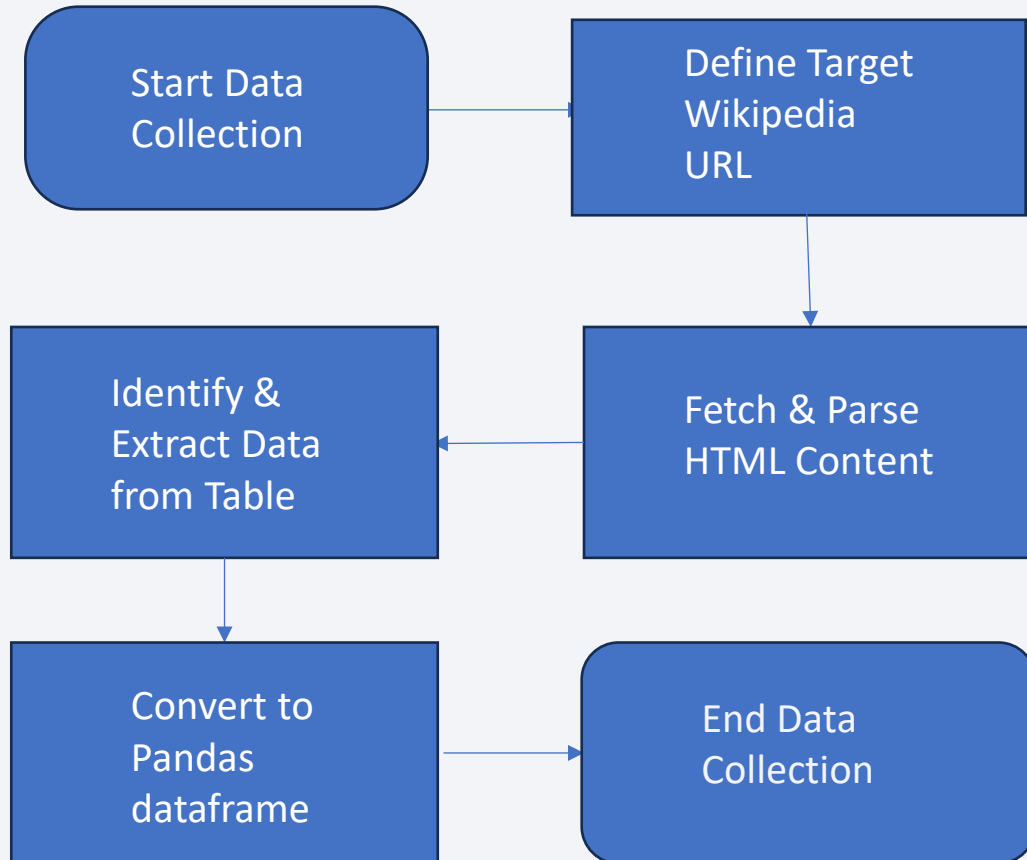 Start Data
Collection
Define Target
Wikipedia
URL
Fetch & Parse
HTML Content
Identify &
Extract Data
from Table
Convert to
Pandas
dataframe
End Data
Collection